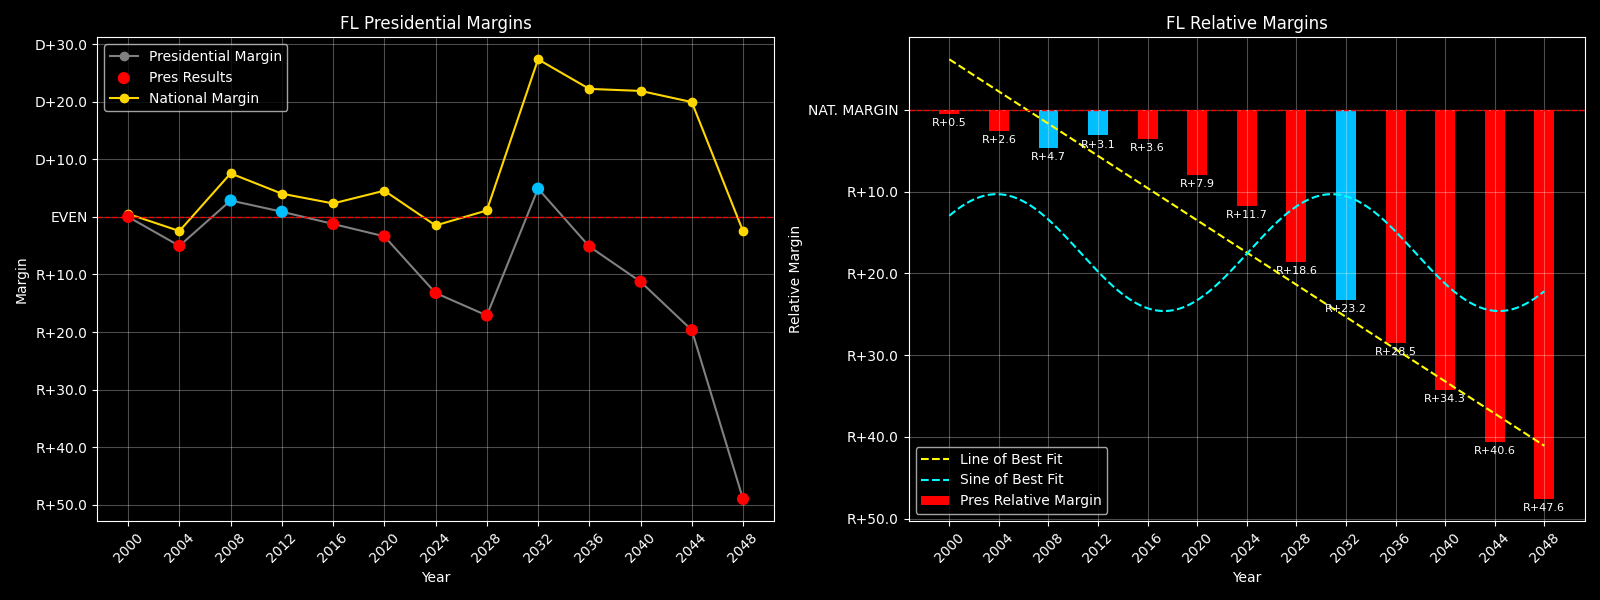 FL Presidential Margins
D+30.0
D+20.0
D+10.0
EVEN
R+10.0
R+20.0
R+30.0
R+40.0
R+50.0
Margin
Presidential Margin
Pres Results
National Margin
2000
2004
2008
2012
2016
2020
2024
2028
2032
2036
2040
2044
2048
Year
FL Relative Margins
NAT. MARGIN
R+10.0
R+20.0
R+30.0
R+40.0
R+50.0
Relative Margin
R+0.5
R+2.6
R+4.7
R+3.1
R+3.6
R+7.9
R+11.7
R+18.6
R+23.2
R+28.5
R+34.3
R+40.6
R+47.6
Line of Best Fit
Sine of Best Fit
Pres Relative Margin
2000
2004
2008
2012
2016
2020
2024
2028
2032
2036
2040
2044
2048
Year